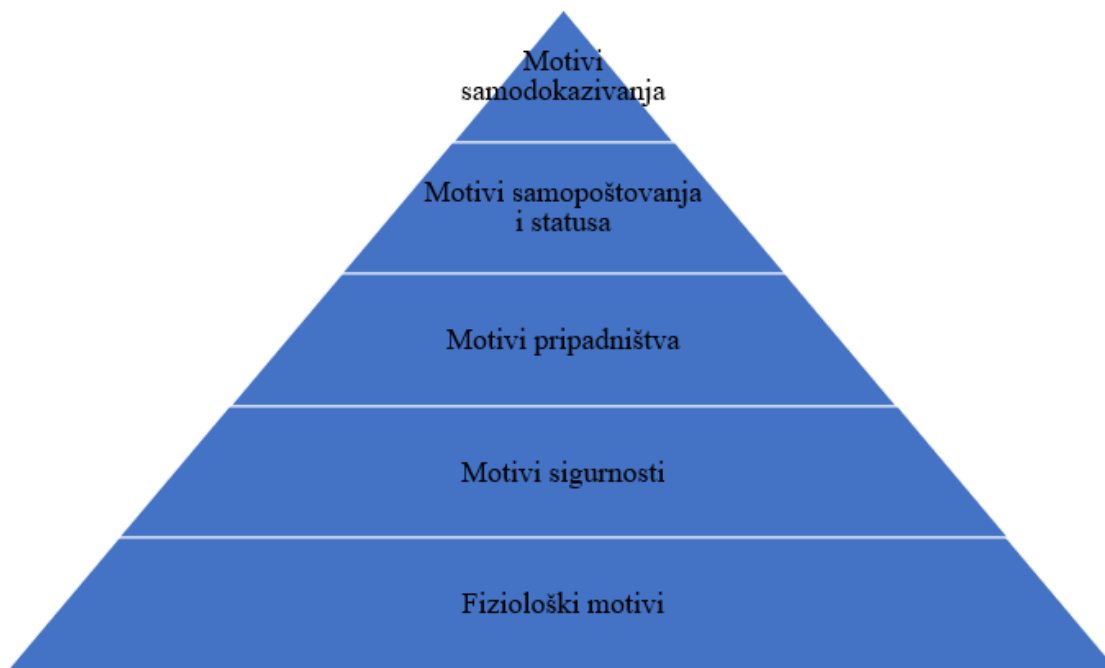 Motivi
samodokazivanja
Motivi samopoštovanja
i statusa
Motivi pripadništva
Motivi sigurnosti
Fiziološki motivi